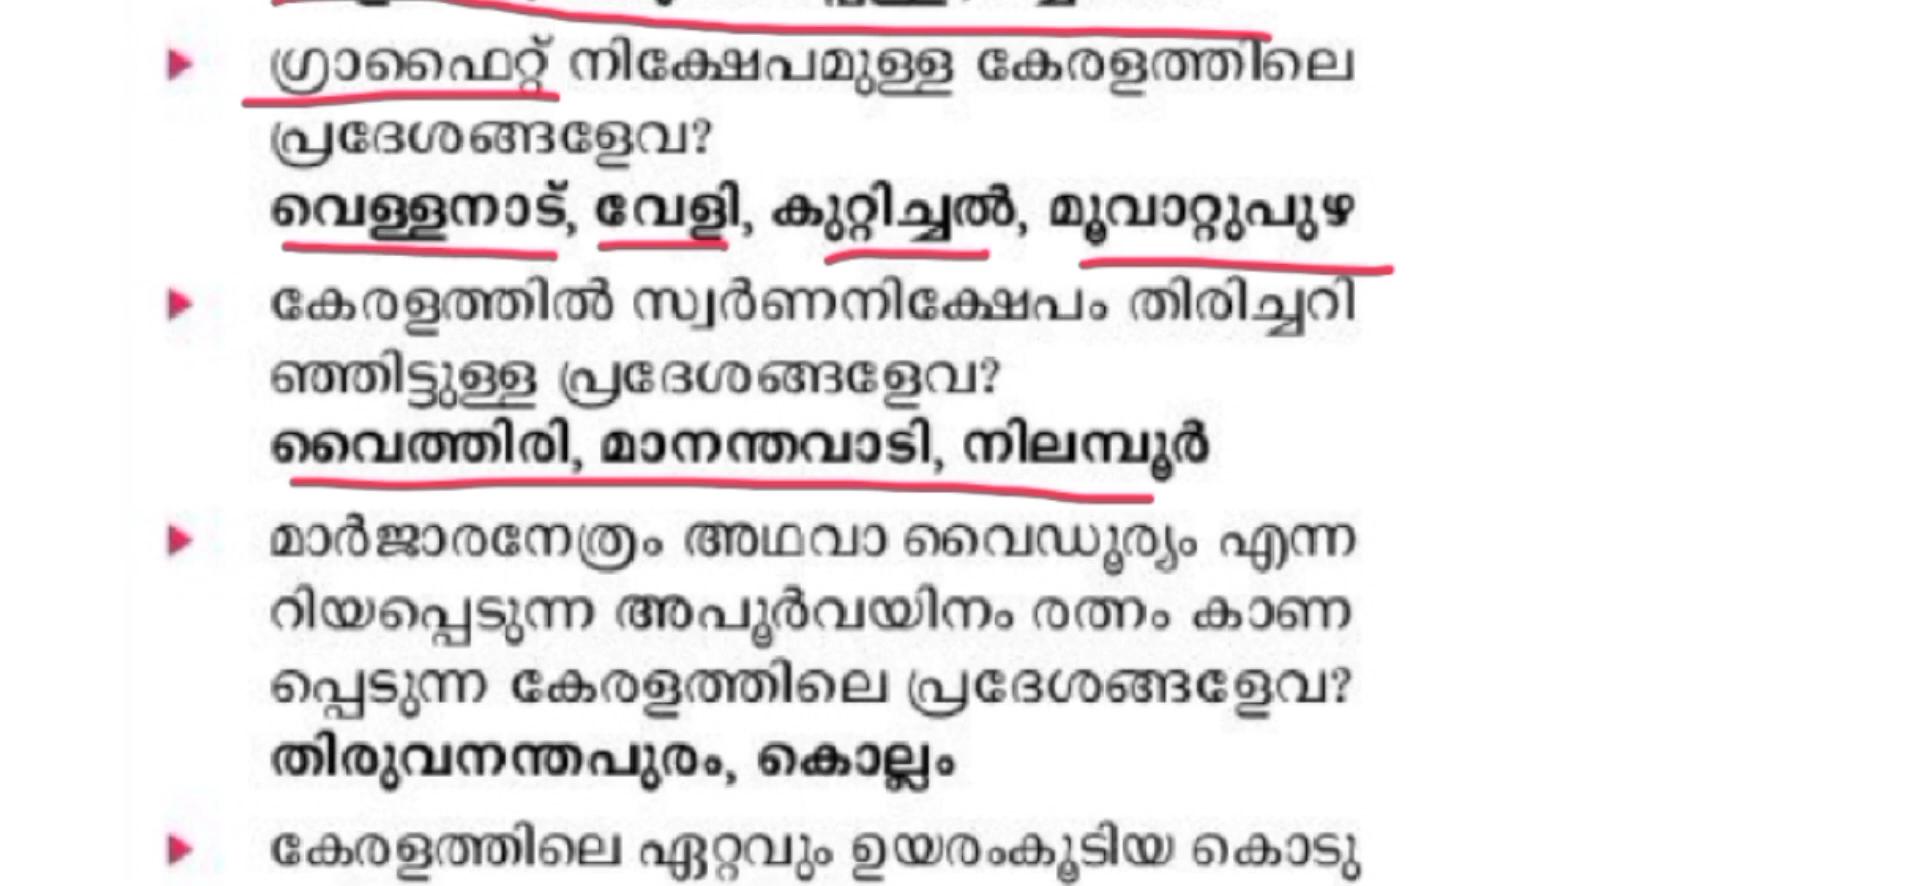 ഗ്രാഫൈറ്റ് നിക്ഷേപമുള്ള കേരളത്തിലെ
പ്രദേശങ്ങളേവ?
വെള്ളനാട്, വേളി, കുറ്റിച്ചൽ, മൂവാറ്റുപുഴ
കേരളത്തിൽ സ്വർണനിക്ഷേപം തിരിച്ചറി
ഞ്ഞിട്ടുള്ള പ്രദേശങ്ങളേവ?
വൈത്തിരി, മാനന്തവാടി, നിലമ്പൂർ
മാർജാരനേത്രം അഥവാ വൈഡൂര്യം എന്ന
റിയപ്പെടുന്ന അപൂർവയിനം രത്നം കാണ
പ്പെടുന്ന കേരളത്തിലെ പ്രദേശങ്ങളേവ?
തിരുവനന്തപുരം, കൊല്ലം
കേരളത്തിലെ ഏറ്റവും ഉയരംകൂടിയ കൊടു